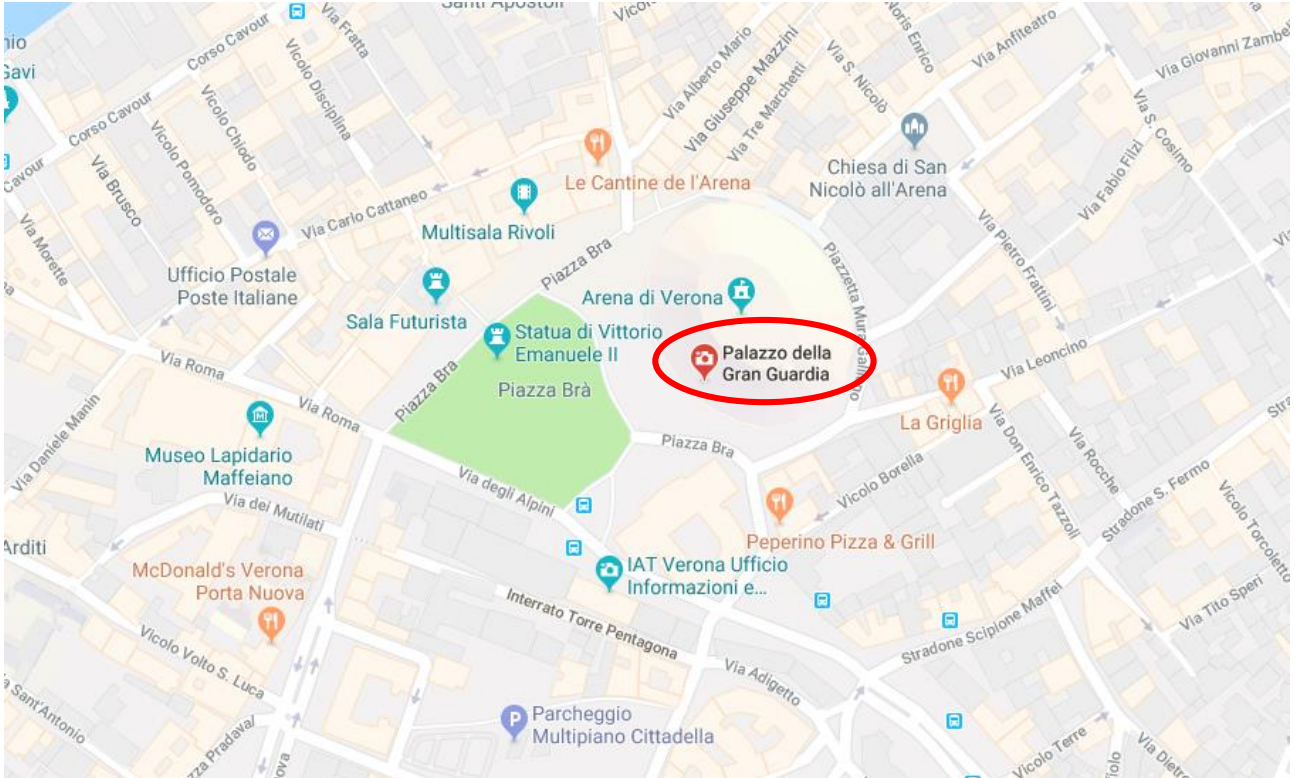 Santi Apostoli
Corso Cavour
Via Fratta
Via Alberto Mario
Via Giuseppe Mazzini
Via Tre Marchetti
Via S. Nicolò
Noris Enrico
Via Anfiteatro
Via Giovanni Zambe
Via S. Cosimo
Via Fabio Filzi
nio
Gavi
Corso Cavour
Cavour
Vicolo Disciplina
Vicolo Chiodo
Vicolo Pomodoro
Via Brusco
Via Morette
Le Cantine de l'Arena
Chiesa di San
Nicolò all'Arena
Via Carlo Cattaneo
Multisala Rivoli
Ufficio Postale
Poste Italiane
Piazza Bra
Sala Futurista
Arena di Verona
Statua di Vittorio
Emanuele II
Piazza Brà
Palazzo della
Gran Guardia
Via Pietro Frattini
Via Leoncino
Via Roma
Via Roma
Piazza Bra
Piazza Bra
La Griglia
Via Daniele Manin
Museo Lapidario
Maffeiano
Via degli Alpini
Via dei Mutilati
Vicolo Borella
Via Don Enrico Tazzoli
Via Rocche
Stradone S. Fermo
Vicolo Torcoletto
Peperino Pizza & Grill
Arditi
McDonald's Verona
Porta Nuova
IAT Verona Ufficio
Informazioni e...
Interrato Torre Pentagona
Via Adigetto
Stradone Scipione Maffei
Via Tito Speri
Vicolo Volto S. Luca
Sant'Antonio
P
Parcheggio
Multipiano Cittadella
Vicolo Terre